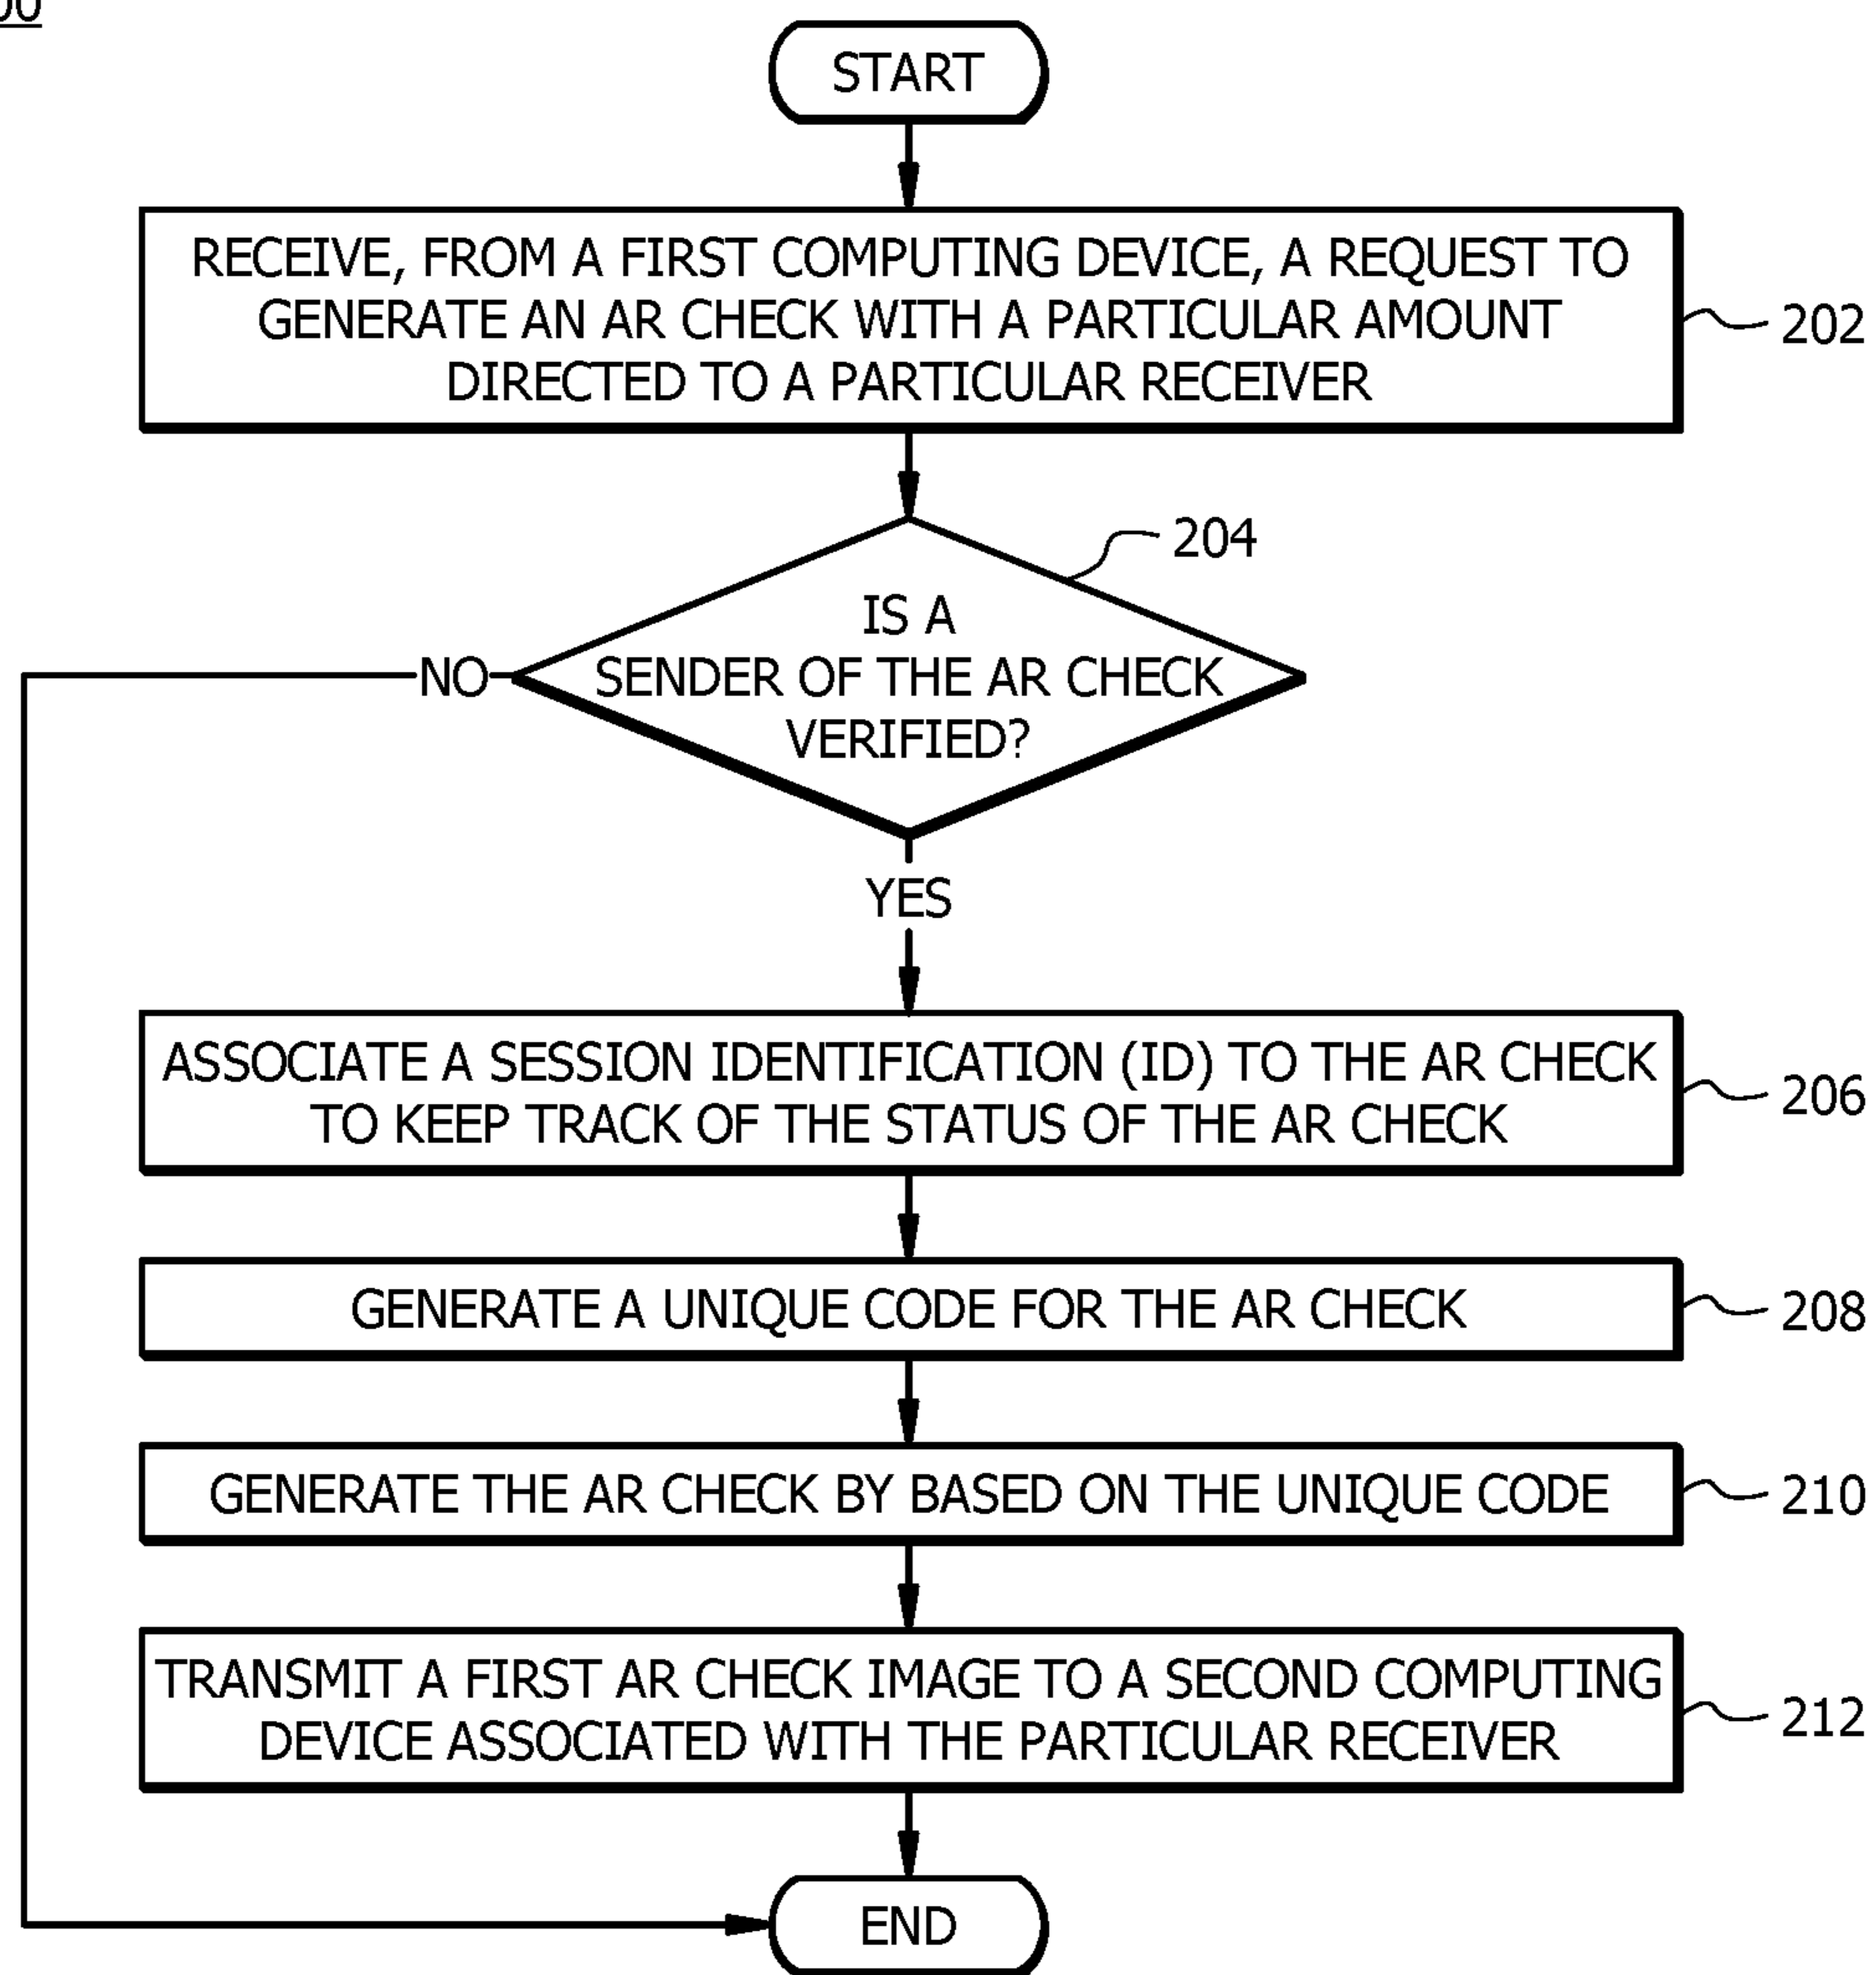 START
RECEIVE, FROM A FIRST COMPUTING DEVICE, A REQUEST TO
GENERATE AN AR CHECK WITH A PARTICULAR AMOUNT
DIRECTED TO A PARTICULAR RECEIVER
202
204
IS A
SENDER OF THE AR CHECK
VERIFIED?
NO
YES
ASSOCIATE A SESSION IDENTIFICATION (ID) TO THE AR CHECK
TO KEEP TRACK OF THE STATUS OF THE AR CHECK
206
GENERATE A UNIQUE CODE FOR THE AR CHECK
208
GENERATE THE AR CHECK BY BASED ON THE UNIQUE CODE
210
TRANSMIT A FIRST AR CHECK IMAGE TO A SECOND COMPUTING
DEVICE ASSOCIATED WITH THE PARTICULAR RECEIVER
212
END